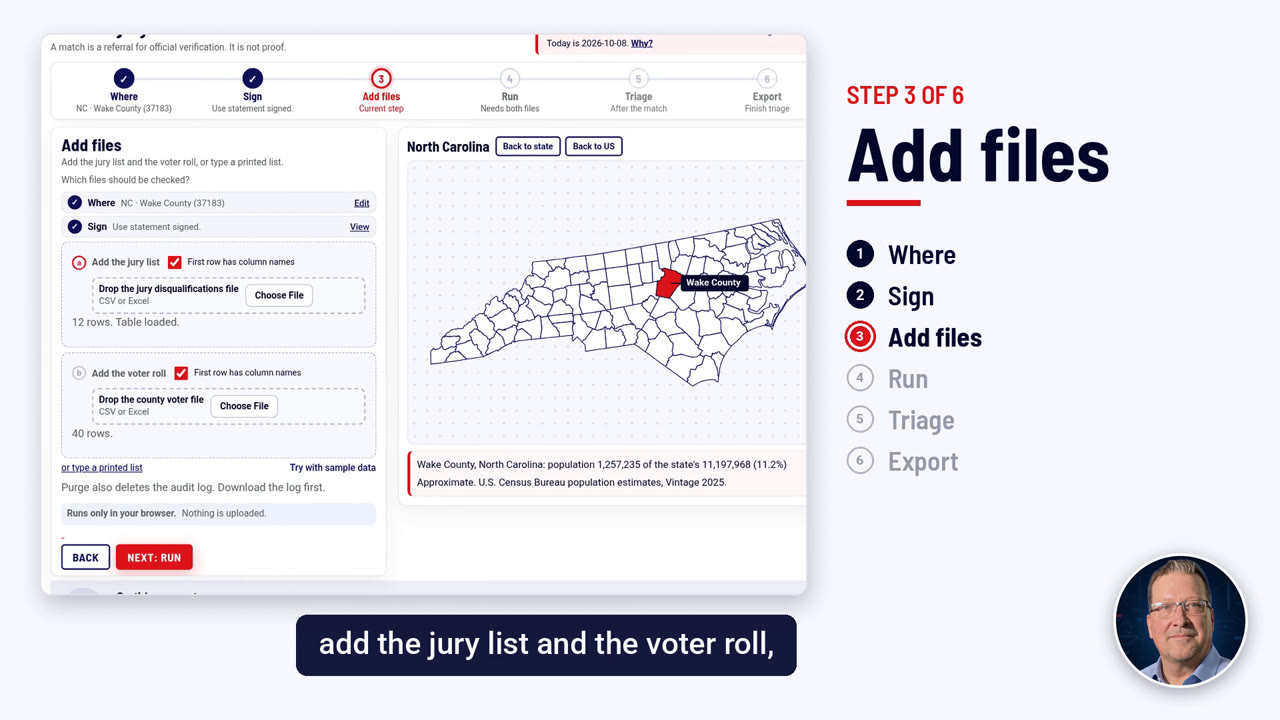 A match is a referral for official verification. It is not proof.
Today is 2026-10-08. Why?
✓ ✓ 3 4 5 6
Where Sign Add files Run Triage Export
NC · Wake County (37183) Use statement signed. Current step Needs both files After the match Finish triage
Add files
Add the jury list and the voter roll, or type a printed list.
Which files should be checked?
✓ Where NC · Wake County (37183) Edit
✓ Sign Use statement signed. View
a Add the jury list First row has column names
Drop the jury disqualifications file
CSV or Excel
Choose File
12 rows. Table loaded.
b Add the voter roll First row has column names
Drop the county voter file
CSV or Excel
Choose File
40 rows.
or type a printed list Try with sample data
Purge also deletes the audit log. Download the log first.
Runs only in your browser. Nothing is uploaded.
BACK NEXT: RUN
North Carolina Back to state Back to US
Wake County
Wake County, North Carolina: population 1,257,235 of the state's 11,197,968 (11.2%)
Approximate. U.S. Census Bureau population estimates, Vintage 2025.
STEP 3 OF 6
Add files
1 Where
2 Sign
3 Add files
4 Run
5 Triage
6 Export
add the jury list and the voter roll,